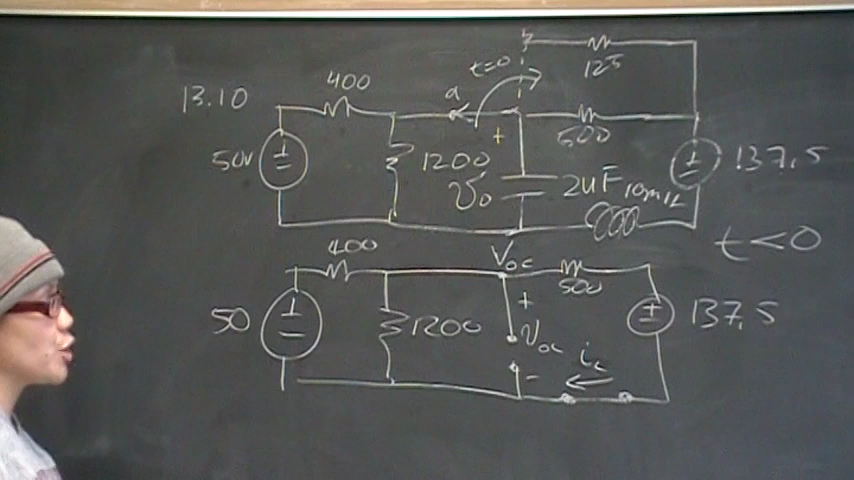 13.10
400
t=0
125
a
+
500
50v
+
1200
V₀
2uF
10mH
+
137.5
t<0
400
Voc
500
50
+
1200
+
Voc
-
ic
+
137.5